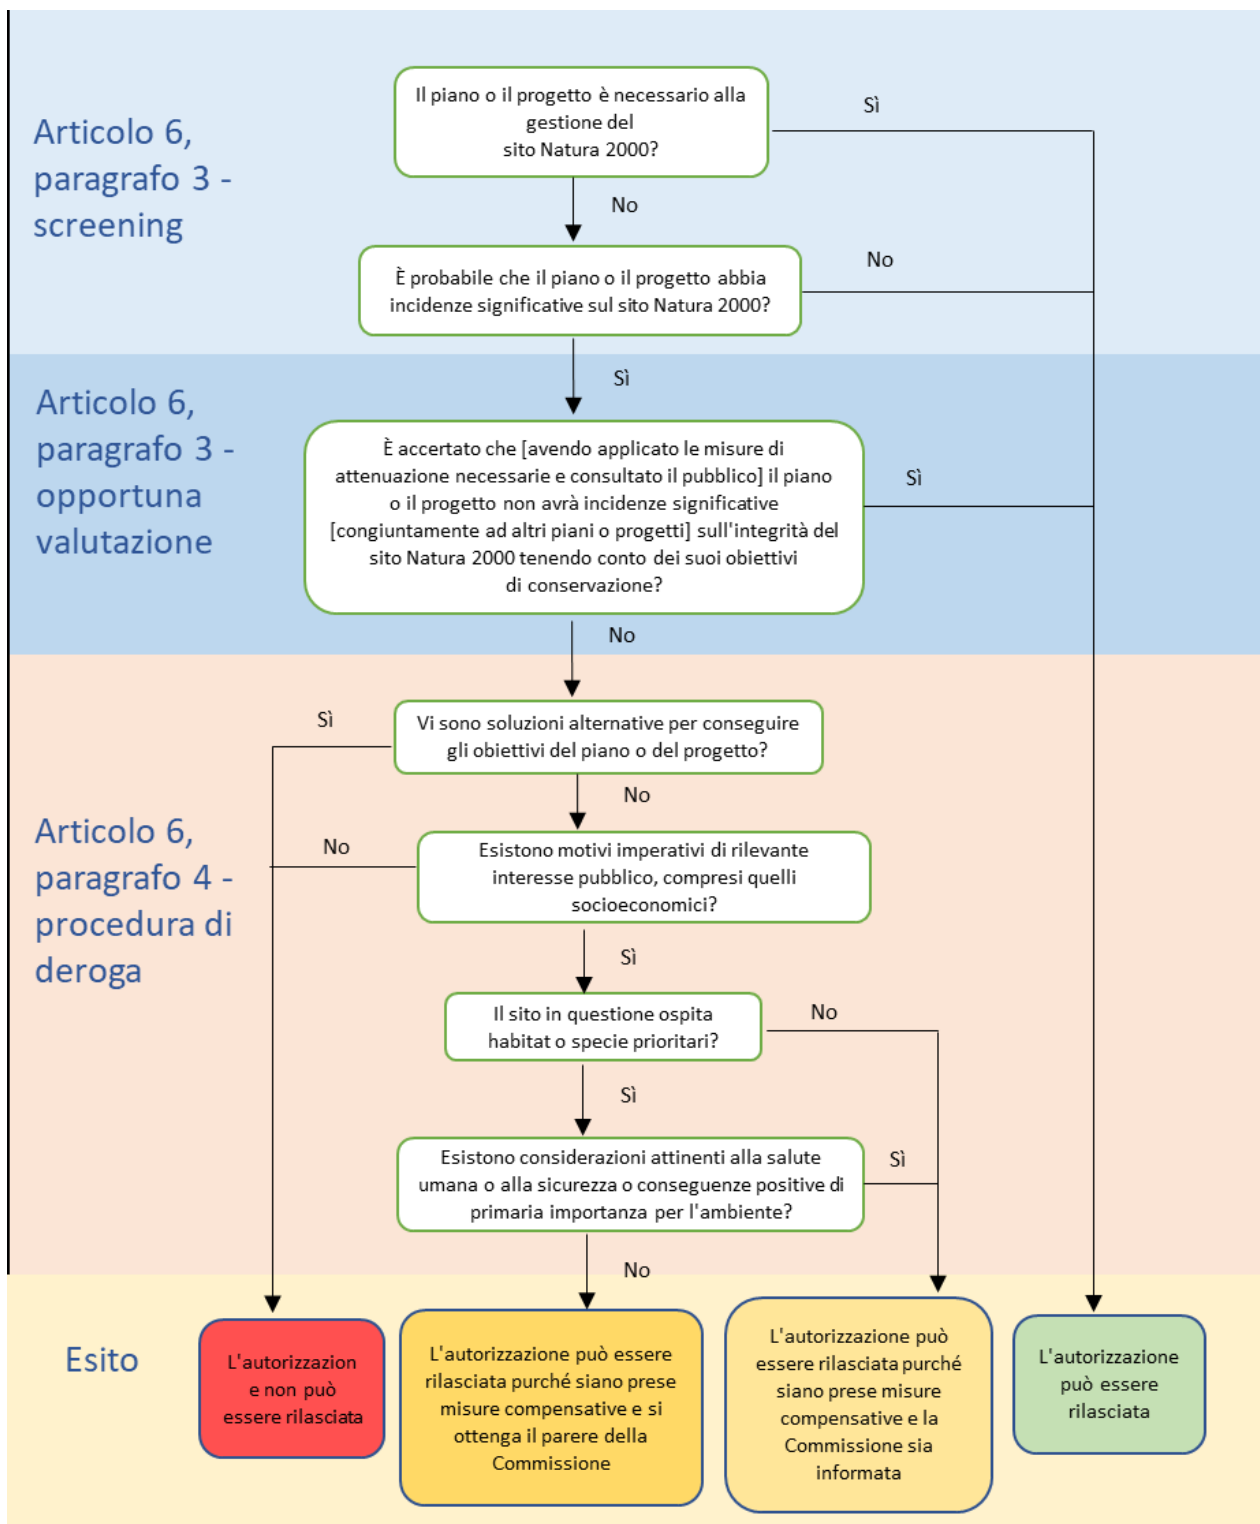 Articolo 6,
paragrafo 3 -
screening
Il piano o il progetto è necessario alla
gestione del
sito Natura 2000?
Sì
No
È probabile che il piano o il progetto abbia
incidenze significative sul sito Natura 2000?
No
Sì
Articolo 6,
paragrafo 3 -
opportuna
valutazione
È accertato che [avendo applicato le misure di
attenuazione necessarie e consultato il pubblico] il piano
o il progetto non avrà incidenze significative
[congiuntamente ad altri piani o progetti] sull'integrità del
sito Natura 2000 tenendo conto dei suoi obiettivi
di conservazione?
Sì
No
Articolo 6,
paragrafo 4 -
procedura di
deroga
Vi sono soluzioni alternative per conseguire
gli obiettivi del piano o del progetto?
Sì
No
Esistono motivi imperativi di rilevante
interesse pubblico, compresi quelli
socioeconomici?
No
Sì
Il sito in questione ospita
habitat o specie prioritari?
No
Sì
Esistono considerazioni attinenti alla salute
umana o alla sicurezza o conseguenze positive di
primaria importanza per l'ambiente?
Sì
No
Esito
L'autorizzazion
e non può
essere rilasciata
L'autorizzazione può essere
rilasciata purché siano prese
misure compensative e si
ottenga il parere della
Commissione
L'autorizzazione può
essere rilasciata purché
siano prese misure
compensative e la
Commissione sia
informata
L'autorizzazione
può essere
rilasciata